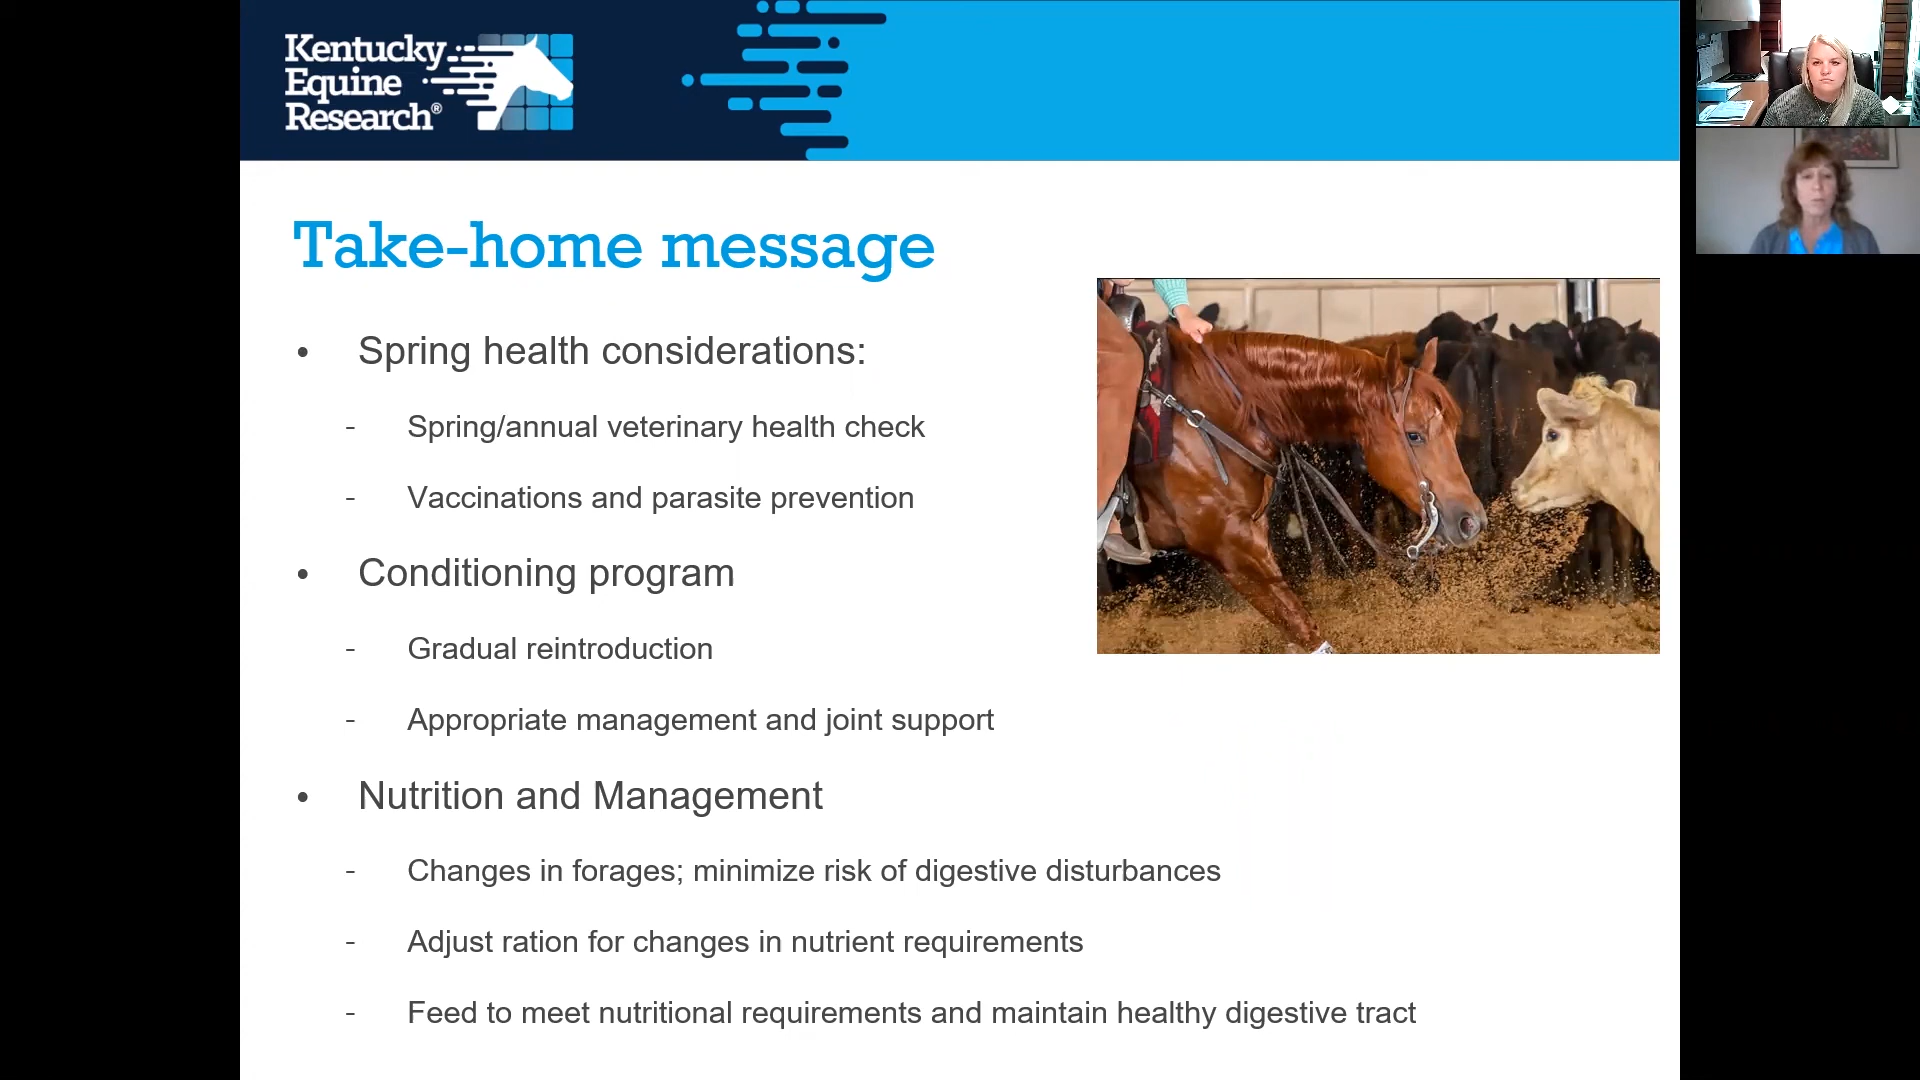 Kentucky
Equine
Research®
Take-home message
• Spring health considerations:
- Spring/annual veterinary health check
- Vaccinations and parasite prevention
• Conditioning program
- Gradual reintroduction
- Appropriate management and joint support
• Nutrition and Management
- Changes in forages; minimize risk of digestive disturbances
- Adjust ration for changes in nutrient requirements
- Feed to meet nutritional requirements and maintain healthy digestive tract